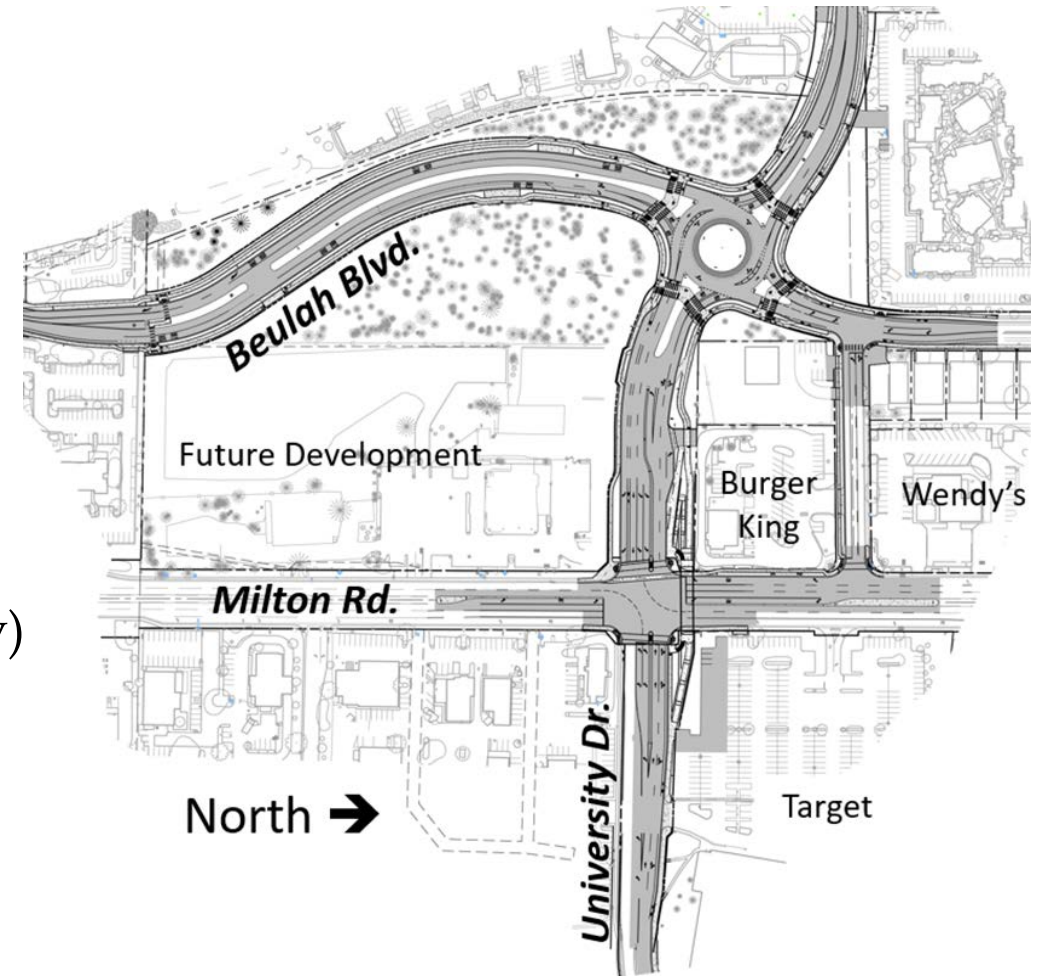 Beulah Blvd.
Future Development
Burger
King
Wendy's
Milton Rd.
y)
University Dr.
North
Target